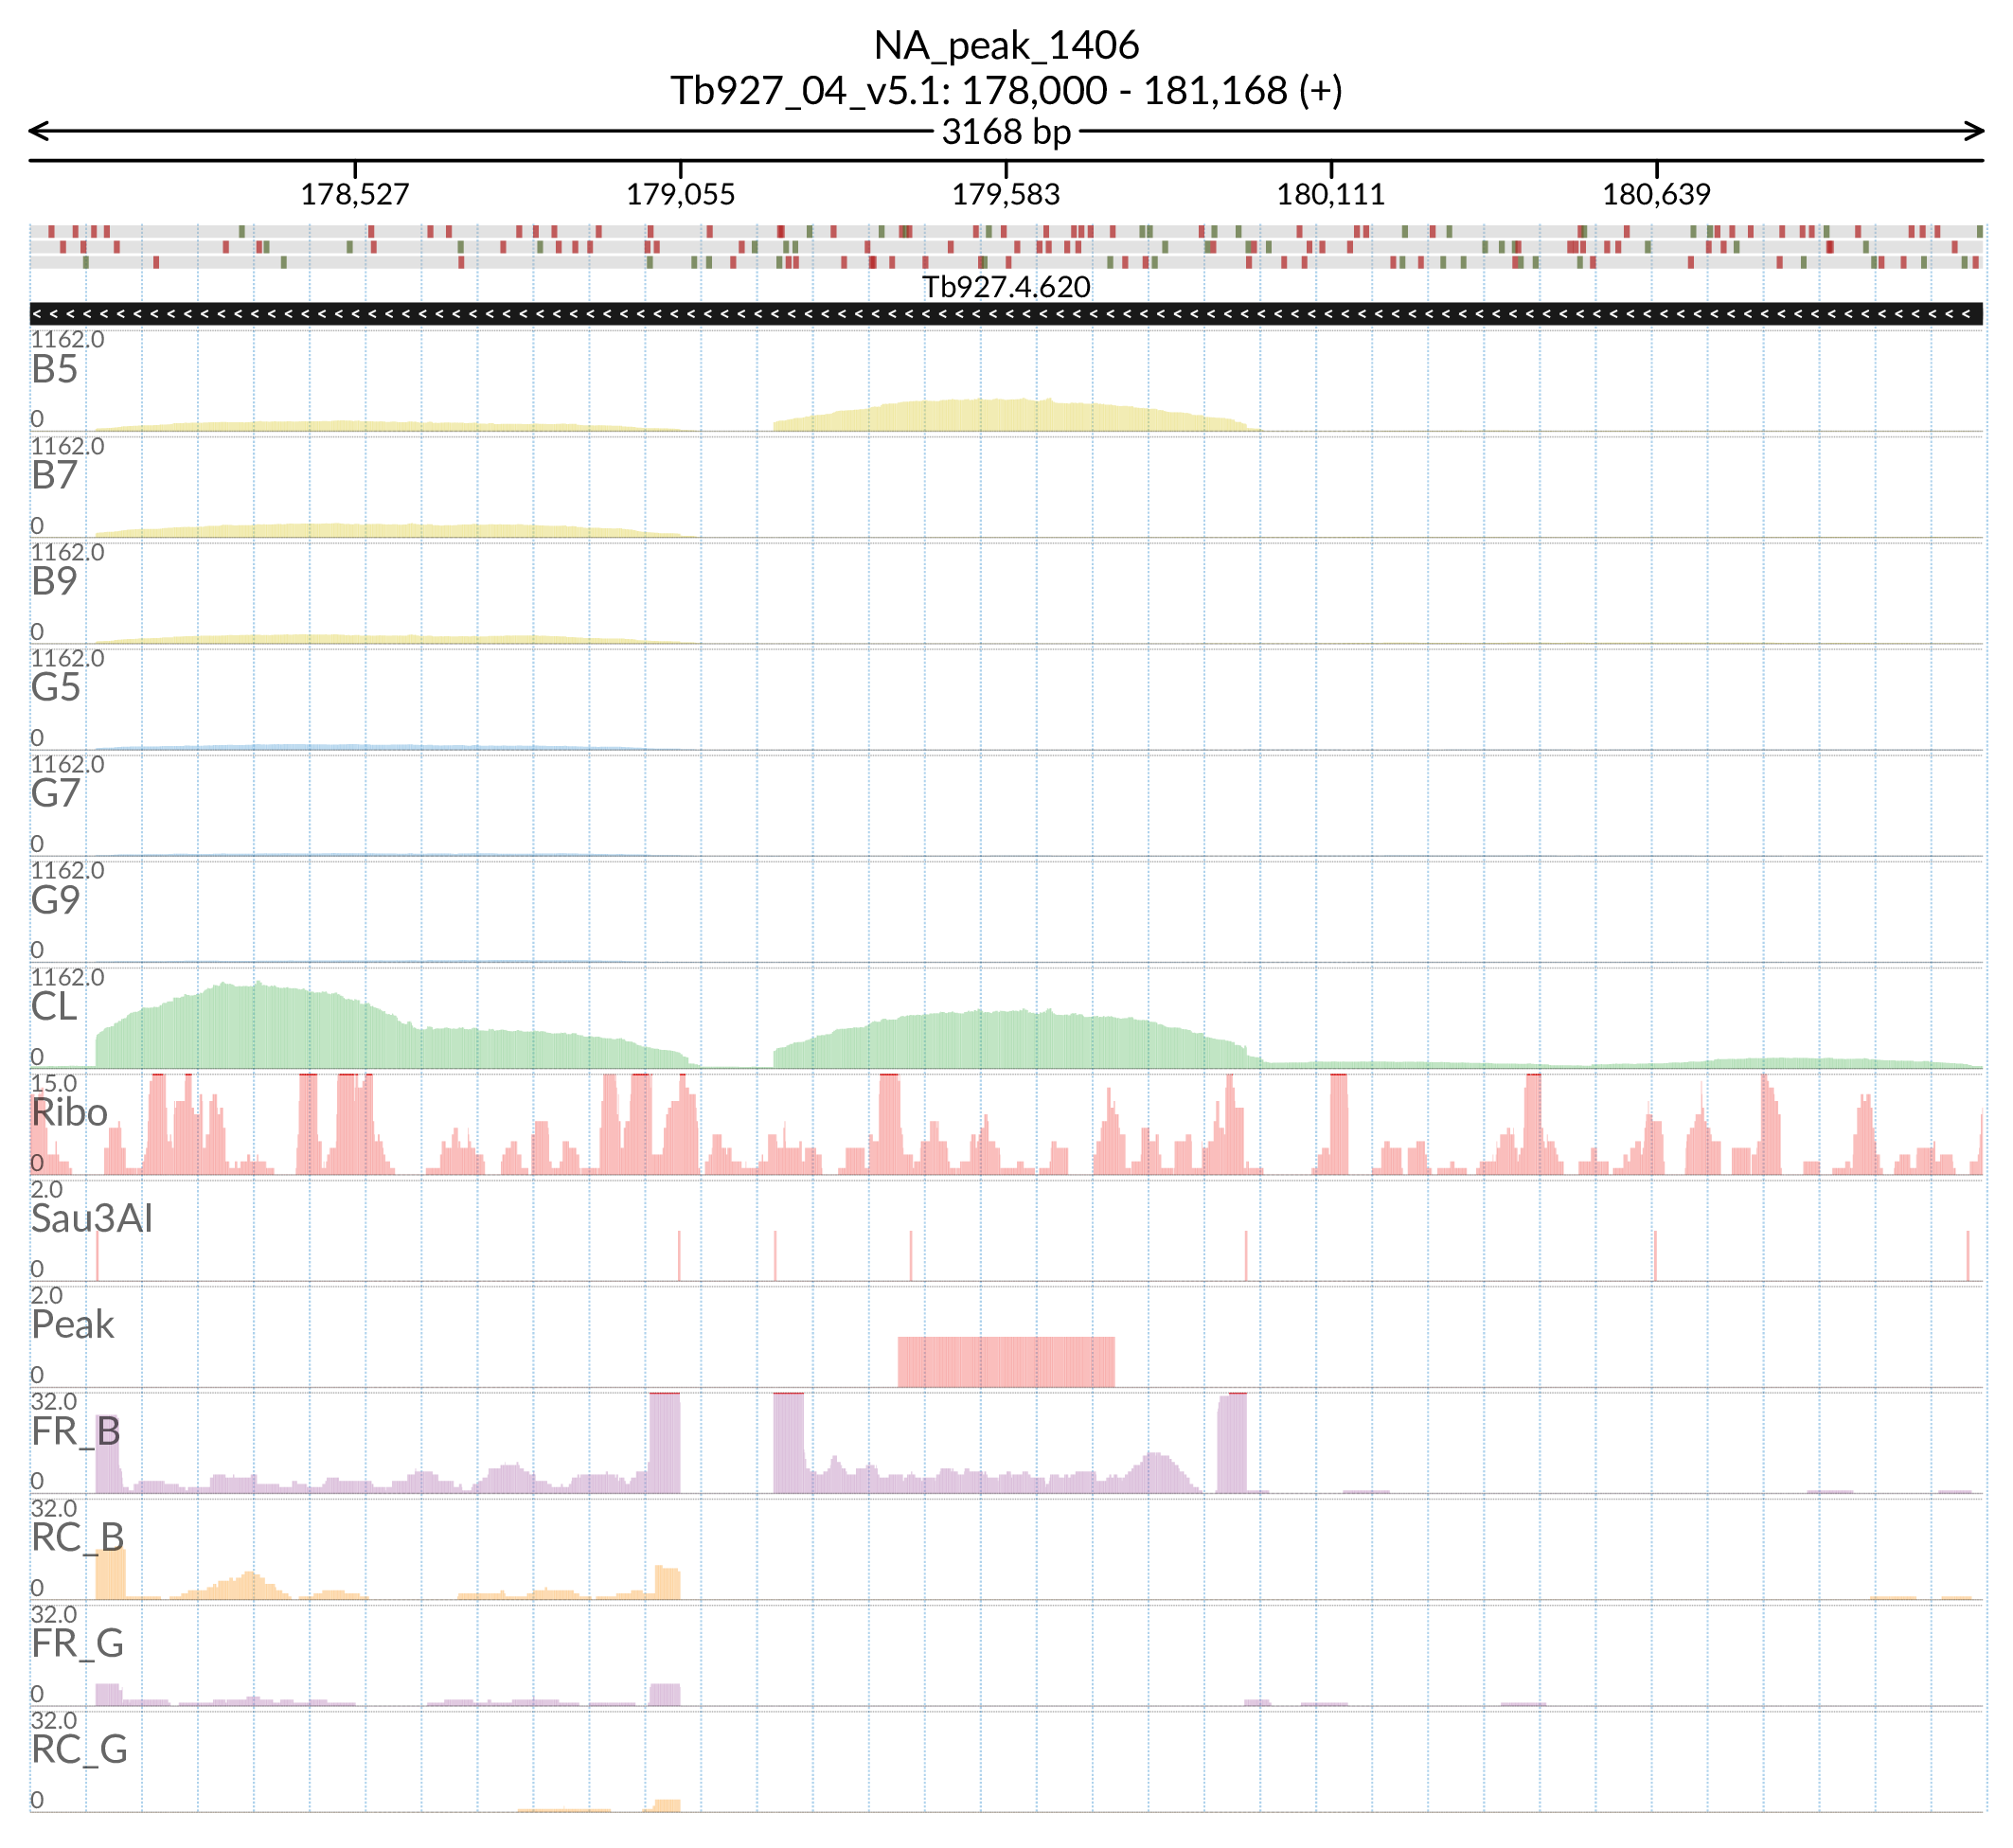 NA_peak_1406
Tb927_04_v5.1: 178,000 - 181,168 (+)
3168 bp
178,527 179,055 179,583 180,111 180,639
Tb927.4.620
1162.0
B5
0
1162.0
B7
0
1162.0
B9
0
1162.0
G5
0
1162.0
G7
0
1162.0
G9
0
1162.0
CL
0
15.0
Ribo
0
2.0
Sau3AI
0
2.0
Peak
0
32.0
FR_B
0
32.0
RC_B
0
32.0
FR_G
0
32.0
RC_G
0